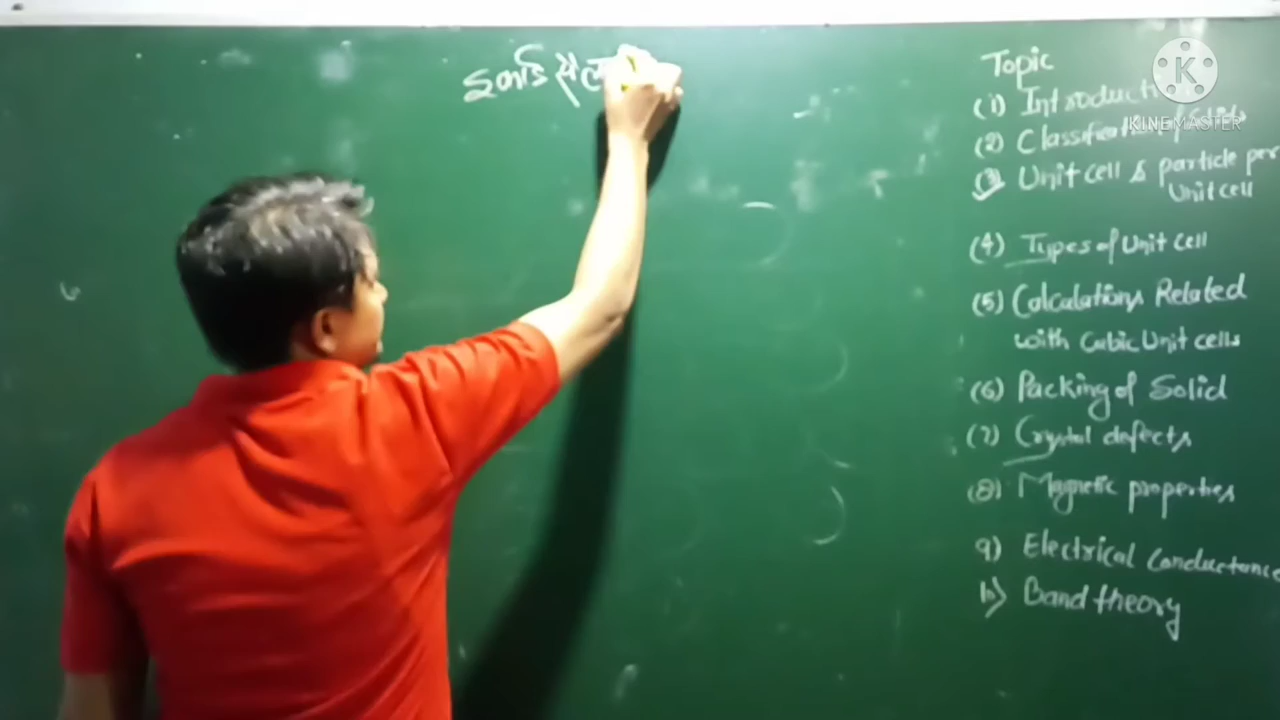 इकाई सेल
Topic
(1) Introducti
(2) Classification of Solids
(3) Unit cell & particle per
Unit cell
(4) Types of Unit Cell
(5) Calculations Related
with Cubic Unit cells
(6) Packing of Solid
(7) Crystal defects
(8) Magnetic properties
9) Electrical Conductance
10) Band theory
K
KINEMASTER